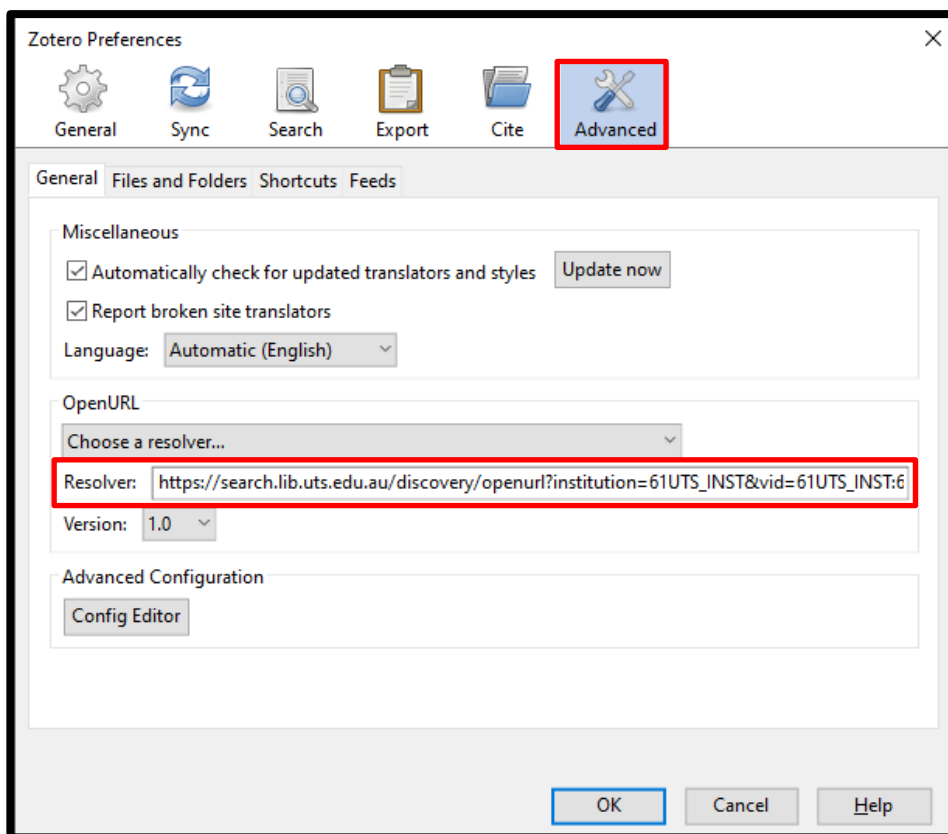 Zotero Preferences
General Sync Search Export Cite Advanced
General Files and Folders Shortcuts Feeds
Miscellaneous
Automatically check for updated translators and styles Update now
Report broken site translators
Language: Automatic (English)
OpenURL
Choose a resolver...
Resolver: https://search.lib.uts.edu.au/discovery/openurl?institution=61UTS_INST&vid=61UTS_INST:6
Version: 1.0
Advanced Configuration
Config Editor
OK Cancel Help